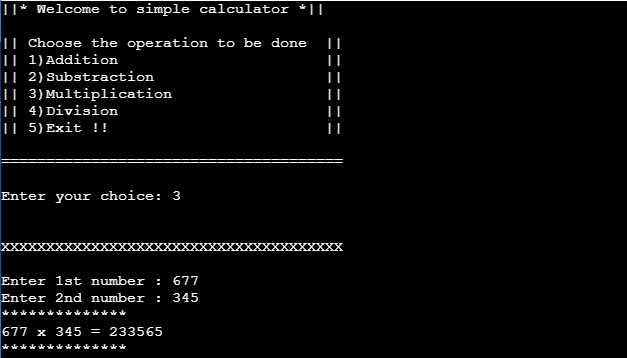 ||* Welcome to simple calculator *||
|| Choose the operation to be done  ||
|| 1)Addition                       ||
|| 2)Substraction                   ||
|| 3)Multiplication                 ||
|| 4)Division                       ||
|| 5)Exit !!                        ||
======================================
Enter your choice: 3
xxxxxxxxxxxxxxxxxxxxxxxxxxxxxxxxxxxxxx
Enter 1st number : 677
Enter 2nd number : 345
**************
677 x 345 = 233565
**************